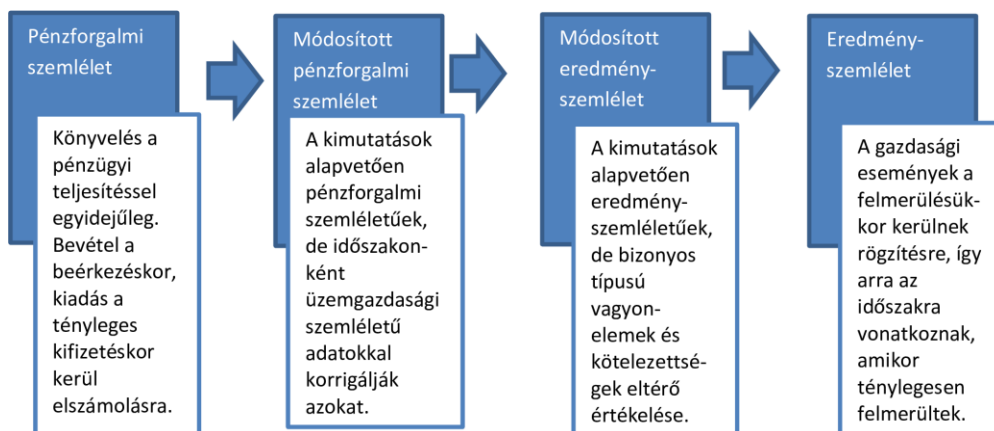 Pénzforgalmi
szemlélet
Könyvelés a
pénzügyi
teljesítéssel
egyidejűleg.
Bevétel a
beérkezéskor,
kiadás a
tényleges
kifizetéskor
kerül
elszámolásra.
Módosított
pénzforgalmi
szemlélet
A kimutatások
alapvetően
pénzforgalmi
szemléletűek,
de időszakon-
ként
üzemgazdasági
szemléletű
adatokkal
korrigálják
azokat.
Módosított
eredmény-
szemlélet
A kimutatások
alapvetően
eredmény-
szemléletűek,
de bizonyos
típusú
vagyon-
elemek és
kötelezettsé-
gek eltérő
értékelése.
Eredmény-
szemlélet
A gazdasági
események a
felmerülésük-
kor kerülnek
rögzítésre, így
arra az
időszakra
vonatkoznak,
amikor
ténylegesen
felmerültek.